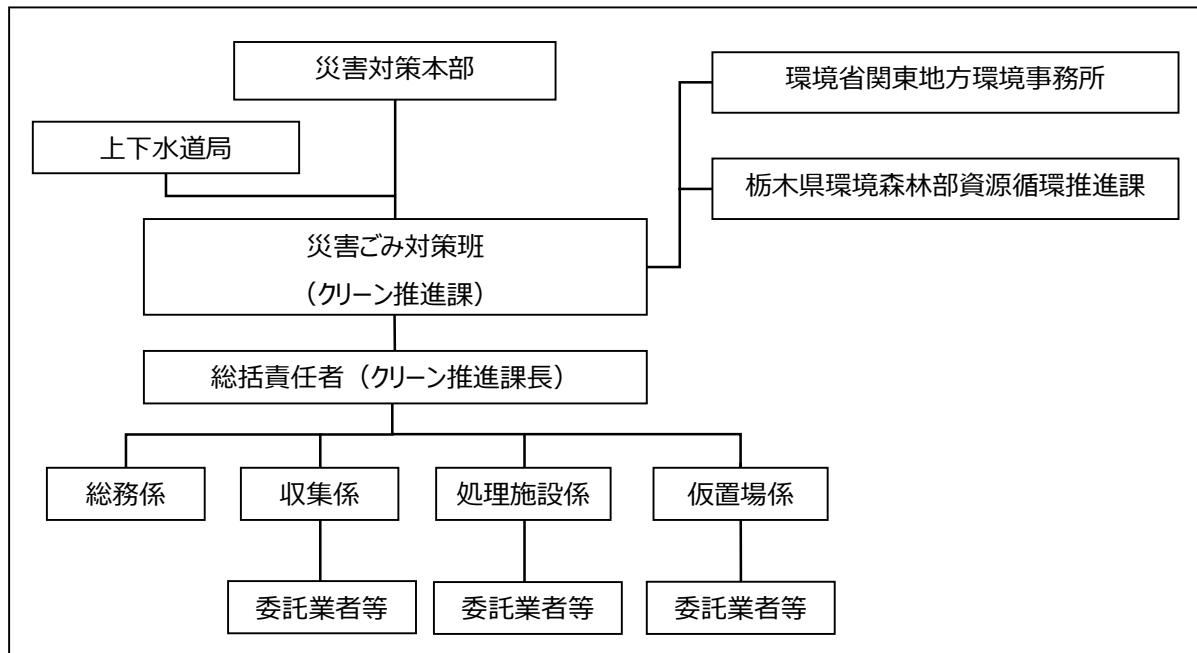 災害対策本部
環境省関東地方環境事務所
上下水道局
栃木県環境森林部資源循環推進課
災害ごみ対策班
（クリーン推進課）
総括責任者（クリーン推進課長）
総務係
収集係
処理施設係
仮置場係
委託業者等
委託業者等
委託業者等